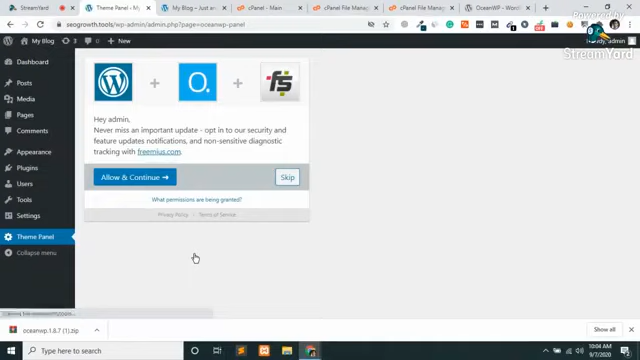 StreamYard
Theme Panel
My Blog – Just an
cPanel - Main
cPanel File Manag
cPanel File Manag
OceanWP - Wor
seogrowth.tools/wp-admin/admin.php?page=oceanwp-panel
Powered by
StreamYard
My Blog
3
0
New
admin
Dashboard
Posts
Media
Pages
Comments
Appearance
Plugins
Users
Tools
Settings
Theme Panel
Collapse menu
Hey admin,
Never miss an important update - opt in to our security and
feature updates notifications, and non-sensitive diagnostic
tracking with freemius.com.
Allow & Continue
Skip
What permissions are being granted?
Privacy Policy - Terms of Service
oceanwp.1.8.7 (1).zip
Show all
Type here to search
10:04 AM
9/7/2020